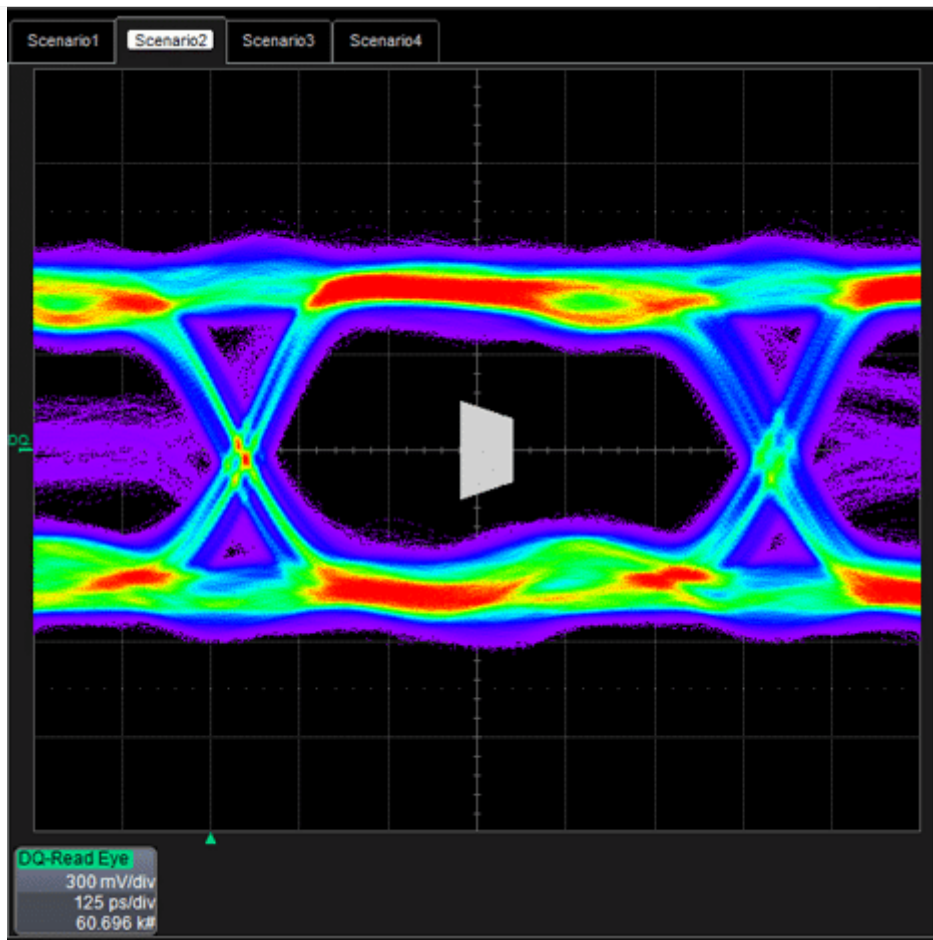 Scenario1 Scenario2 Scenario3 Scenario4
DQ
DQ-Read Eye
300 mV/div
125 ps/div
60.696 k#